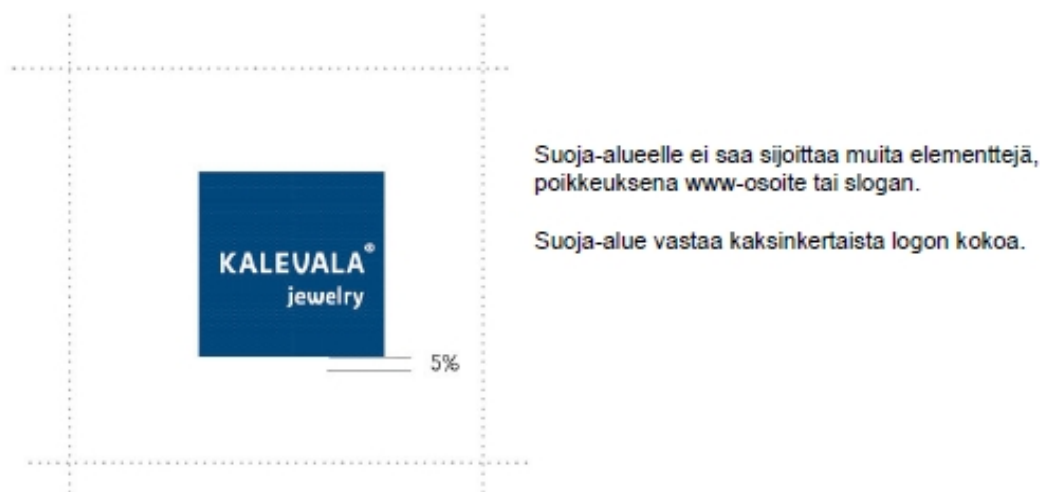 Suoja-alueelle ei saa sijoittaa muita elementtejä,
poikkeuksena www-osoite tai slogan.
Suoja-alue vastaa kaksinkertaista logon kokoa.
KALEVALA®
jewelry
5%